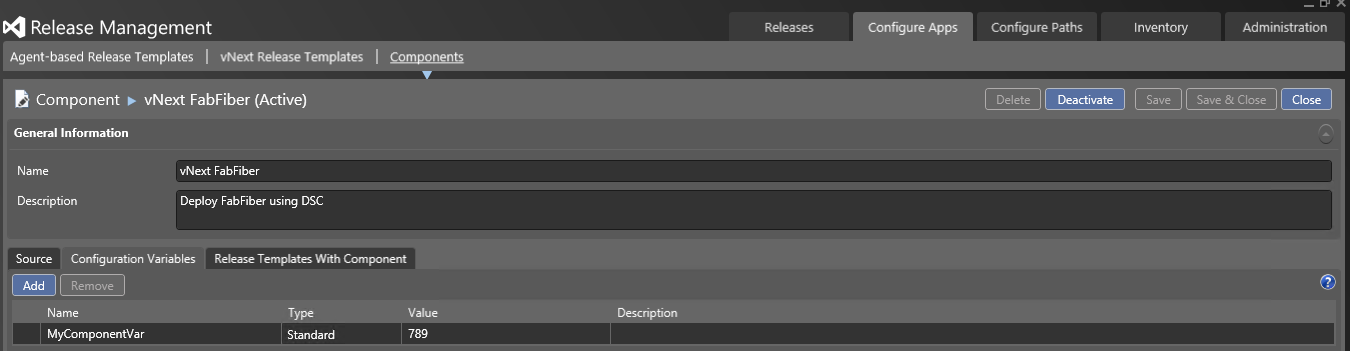 Release Management
Releases Configure Apps Configure Paths Inventory Administration
Agent-based Release Templates | vNext Release Templates | Components
Component ▶ vNext FabFiber (Active)
Delete Deactivate Save Save & Close Close
General Information
Name vNext FabFiber
Description Deploy FabFiber using DSC
Source Configuration Variables Release Templates With Component
Add Remove ?
Name Type Value Description
MyComponentVar Standard 789